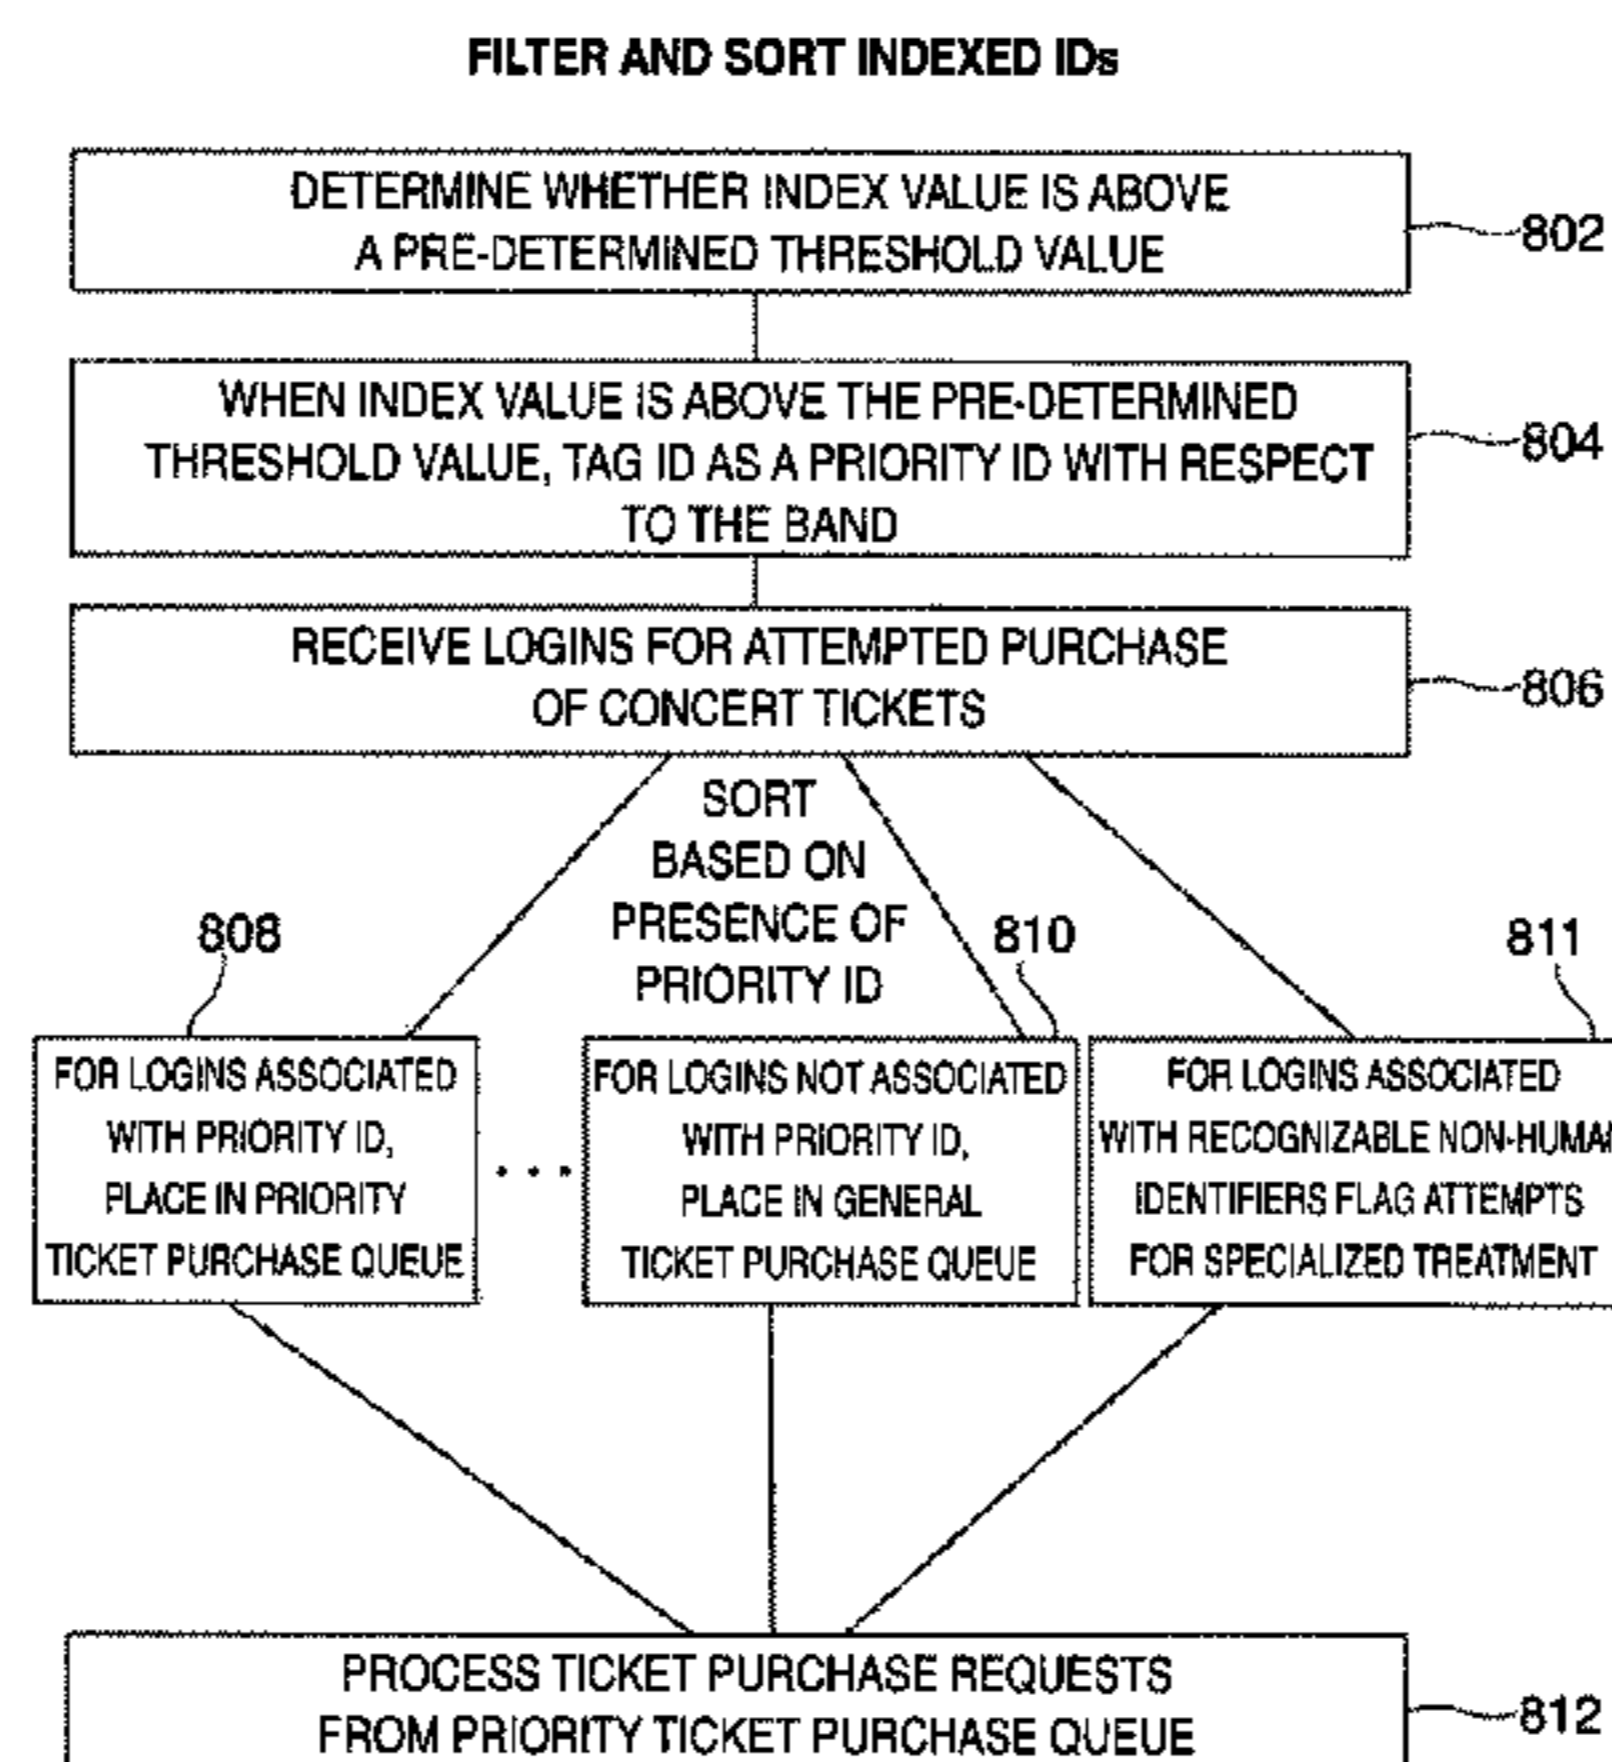 FILTER AND SORT INDEXED IDs
DETERMINE WHETHER INDEX VALUE IS ABOVE
A PRE-DETERMINED THRESHOLD VALUE
802
WHEN INDEX VALUE IS ABOVE THE PRE-DETERMINED
THRESHOLD VALUE, TAG ID AS A PRIORITY ID WITH RESPECT
TO THE BAND
804
RECEIVE LOGINS FOR ATTEMPTED PURCHASE
OF CONCERT TICKETS
806
SORT
BASED ON
PRESENCE OF
PRIORITY ID
808
FOR LOGINS ASSOCIATED
WITH PRIORITY ID,
PLACE IN PRIORITY
TICKET PURCHASE QUEUE
. . .
810
FOR LOGINS NOT ASSOCIATED
WITH PRIORITY ID,
PLACE IN GENERAL
TICKET PURCHASE QUEUE
811
FOR LOGINS ASSOCIATED
WITH RECOGNIZABLE NON-HUMAN
IDENTIFIERS FLAG ATTEMPTS
FOR SPECIALIZED TREATMENT
PROCESS TICKET PURCHASE REQUESTS
FROM PRIORITY TICKET PURCHASE QUEUE
812